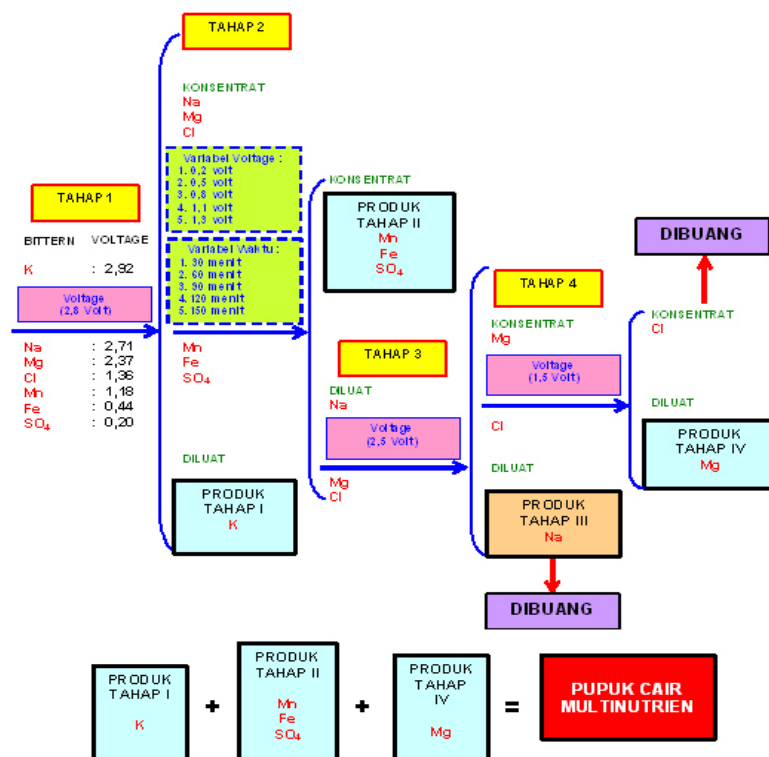 TAHAP 2
KONSENTRAT
Na
Mg
Cl
Variabel Voltage :
1. 0,2 volt
2. 0,5 volt
3. 0,8 volt
4. 1,1 volt
5. 1,3 volt
TAHAP 1
BITTERN VOLTAGE
K : 2,92
Voltage
(2,8 Volt)
Na : 2,71
Mg : 2,37
Cl : 1,36
Mn : 1,18
Fe : 0,44
SO₄ : 0,20
Variabel Waktu :
1. 30 menit
2. 60 menit
3. 90 menit
4. 120 menit
5. 150 menit
Mn
Fe
SO₄
DILUAT
PRODUK
TAHAP I
K
KONSENTRAT
PRODUK
TAHAP II
Mn
Fe
SO₄
TAHAP 3
DILUAT
Na
Voltage
(2,5 Volt)
Mg
Cl
TAHAP 4
KONSENTRAT
Mg
Voltage
(1,5 Volt)
Cl
DILUAT
PRODUK
TAHAP III
Na
DIBUANG
DIBUANG
KONSENTRAT
Cl
DILUAT
PRODUK
TAHAP IV
Mg
PRODUK
TAHAP I
K
+
PRODUK
TAHAP II
Mn
Fe
SO₄
+
PRODUK
TAHAP
IV
Mg
=
PUPUK CAIR
MULTINUTRIEN